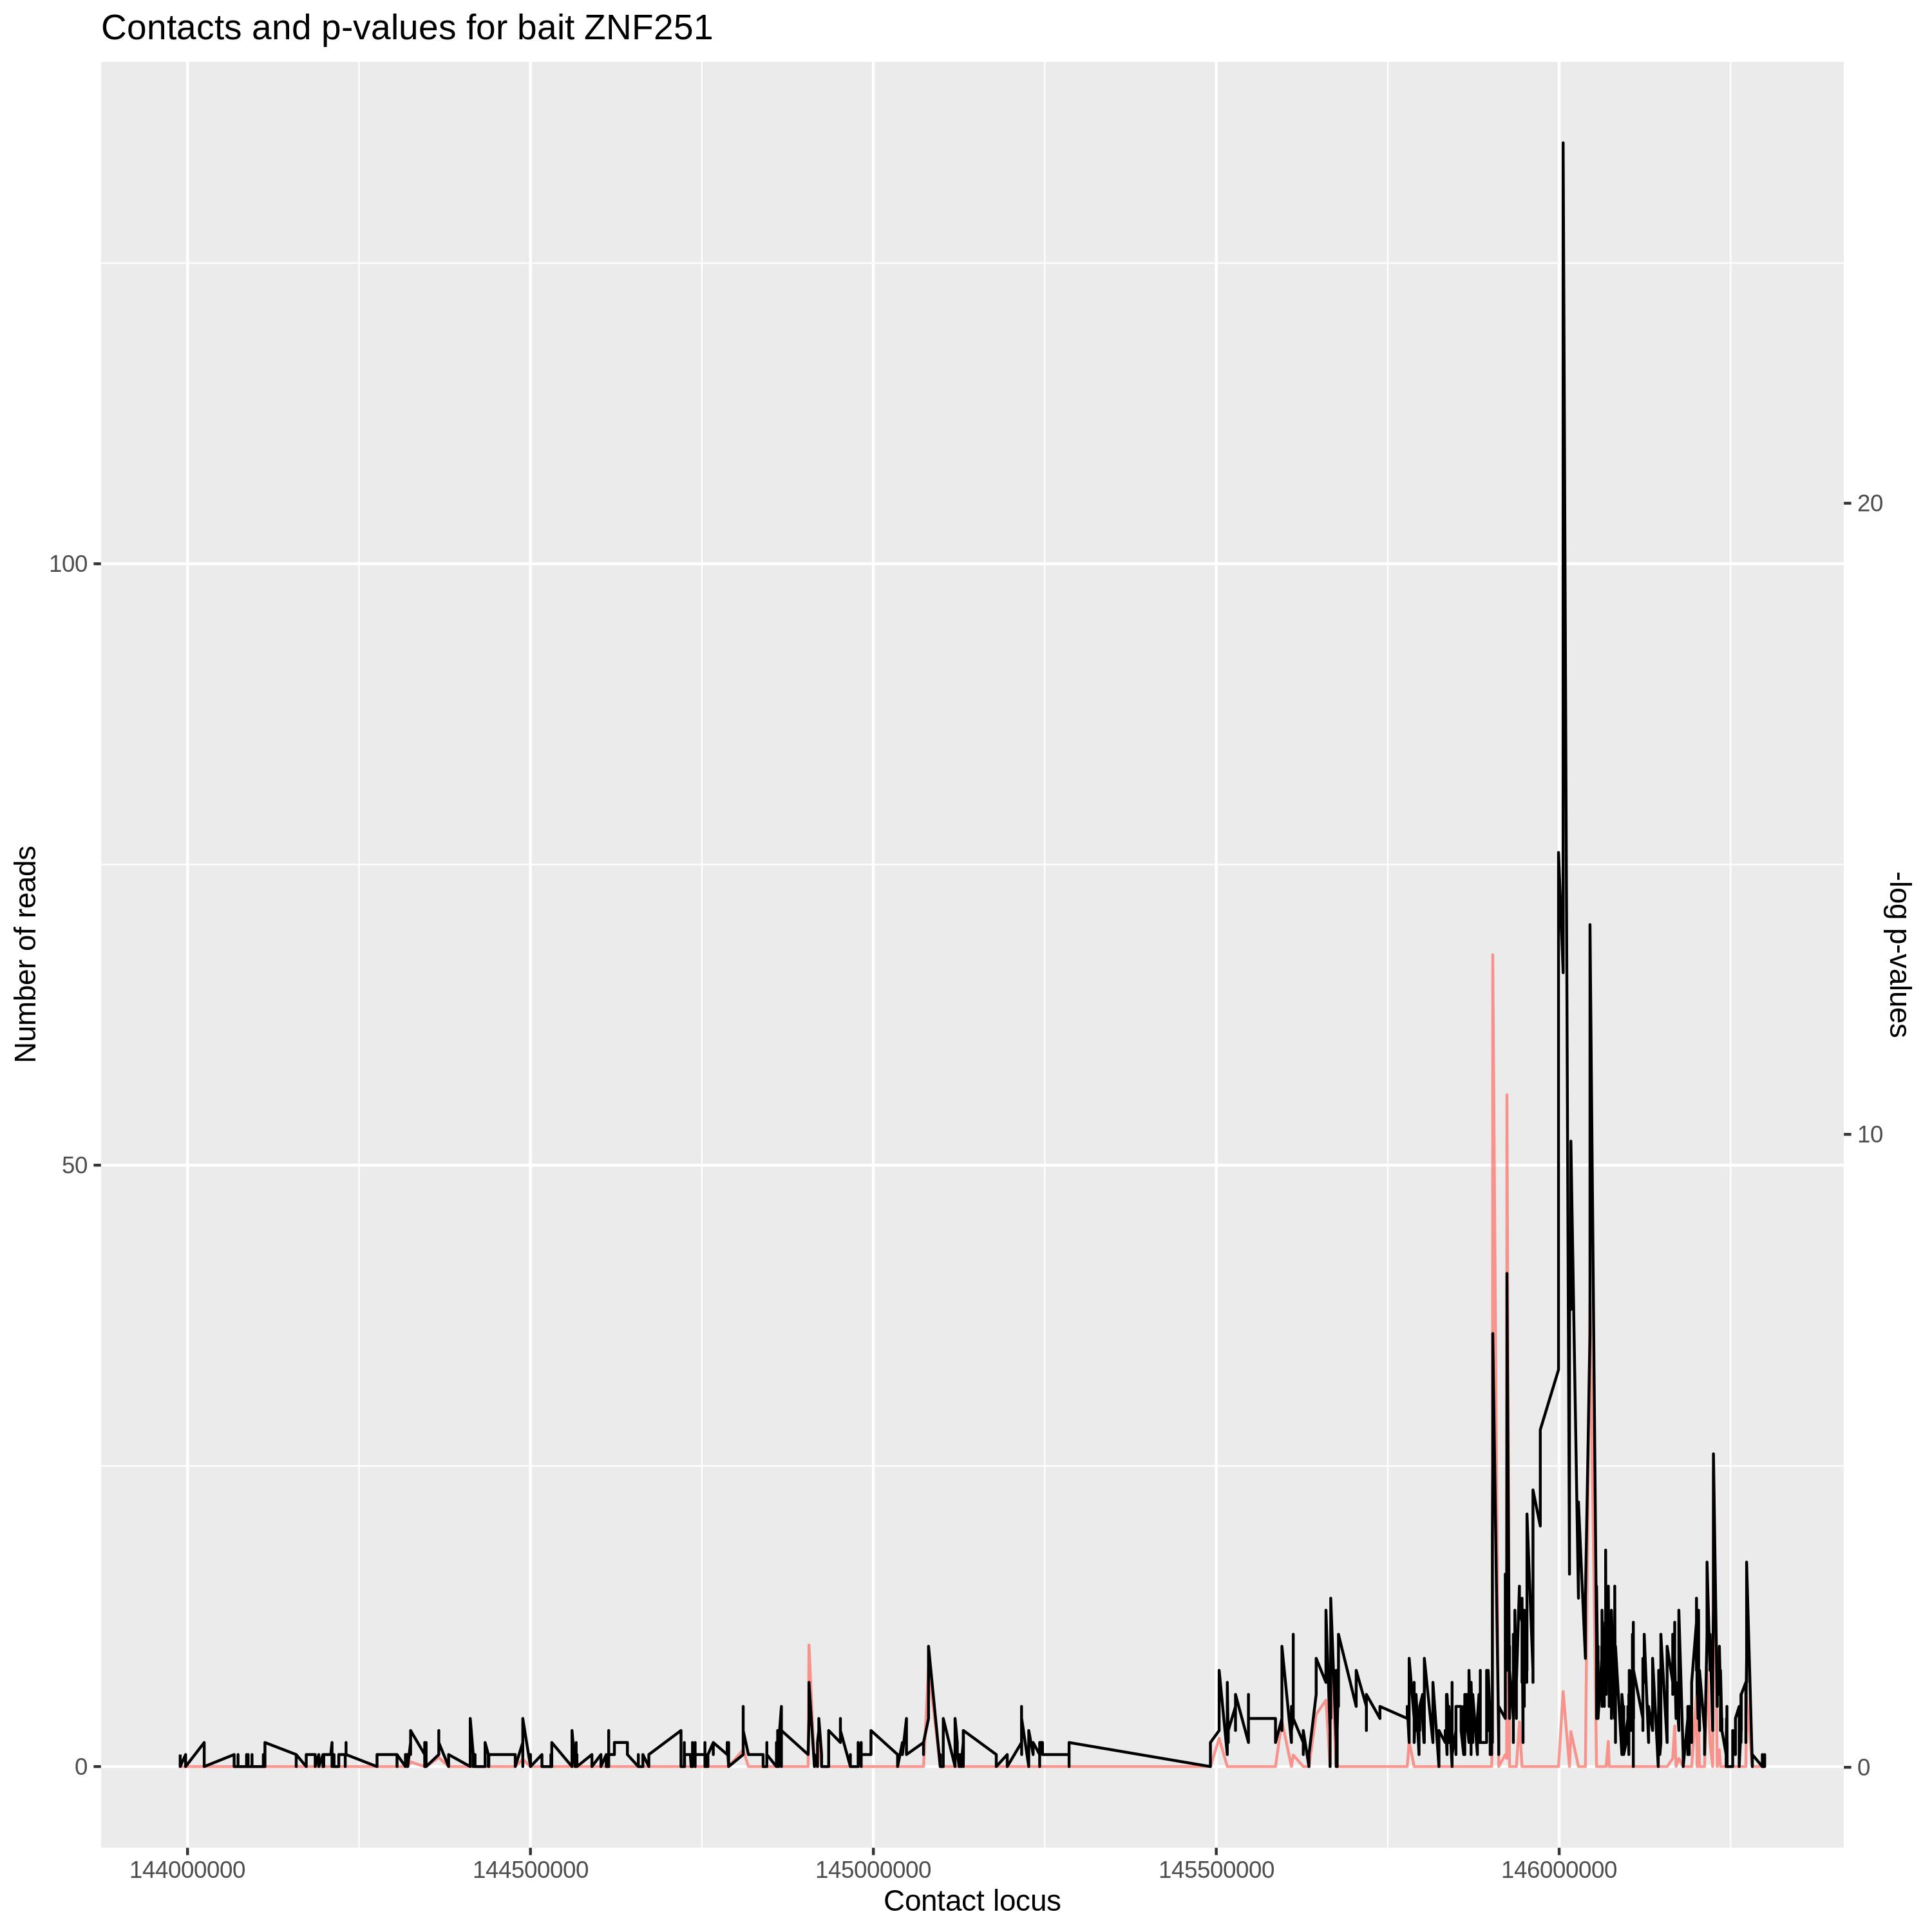 Contacts and p-values for bait ZNF251
Number of reads
100
50
0
20
10
0
-log p-values
144000000
144500000
145000000
145500000
146000000
Contact locus